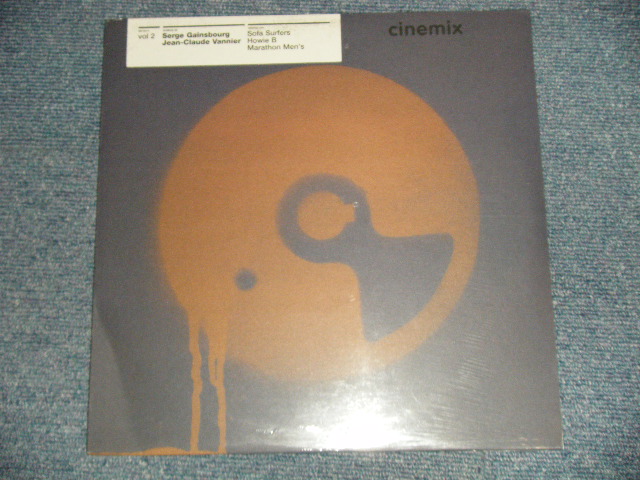 vol 2
Serge Gainsbourg
Jean-Claude Vannier
Sofa Surfers
Howie B
Marathon Men's
cinemix